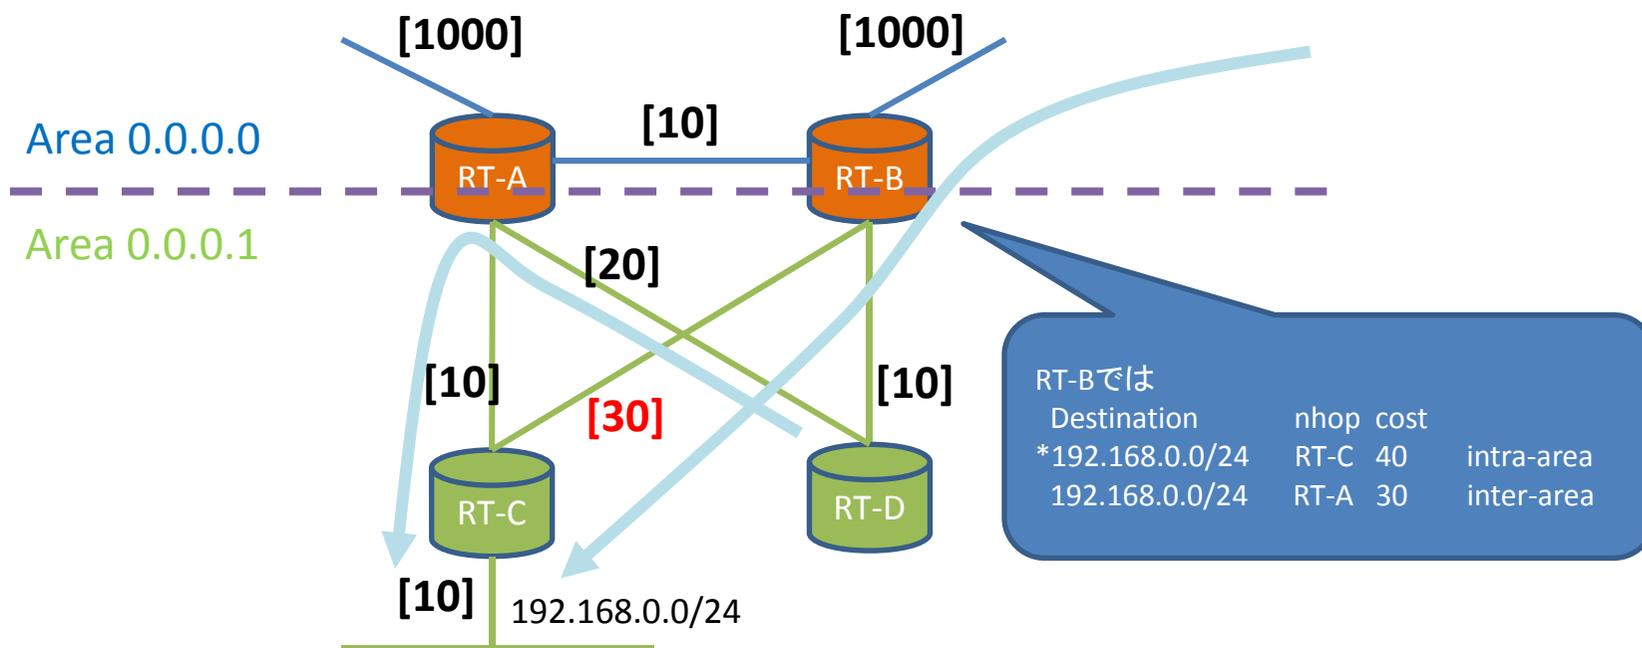 [1000]
[1000]
[10]
Area 0.0.0.0
RT-A
RT-B
Area 0.0.0.1
[20]
[10]
[30]
[10]
RT-Bでは
Destination nhop cost
*192.168.0.0/24 RT-C 40 intra-area
192.168.0.0/24 RT-A 30 inter-area
RT-C
RT-D
[10]
192.168.0.0/24